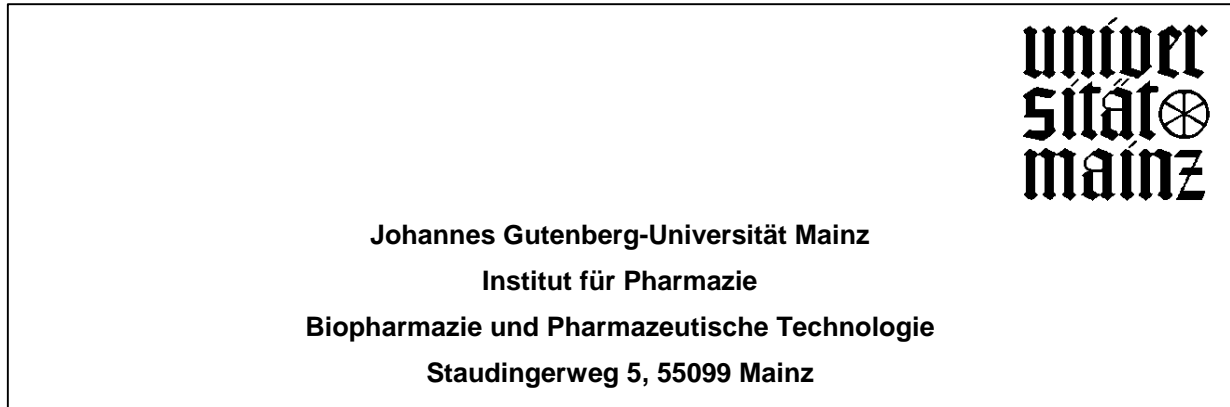 univer
sität
mainz
Johannes Gutenberg-Universität Mainz
Institut für Pharmazie
Biopharmazie und Pharmazeutische Technologie
Staudingerweg 5, 55099 Mainz